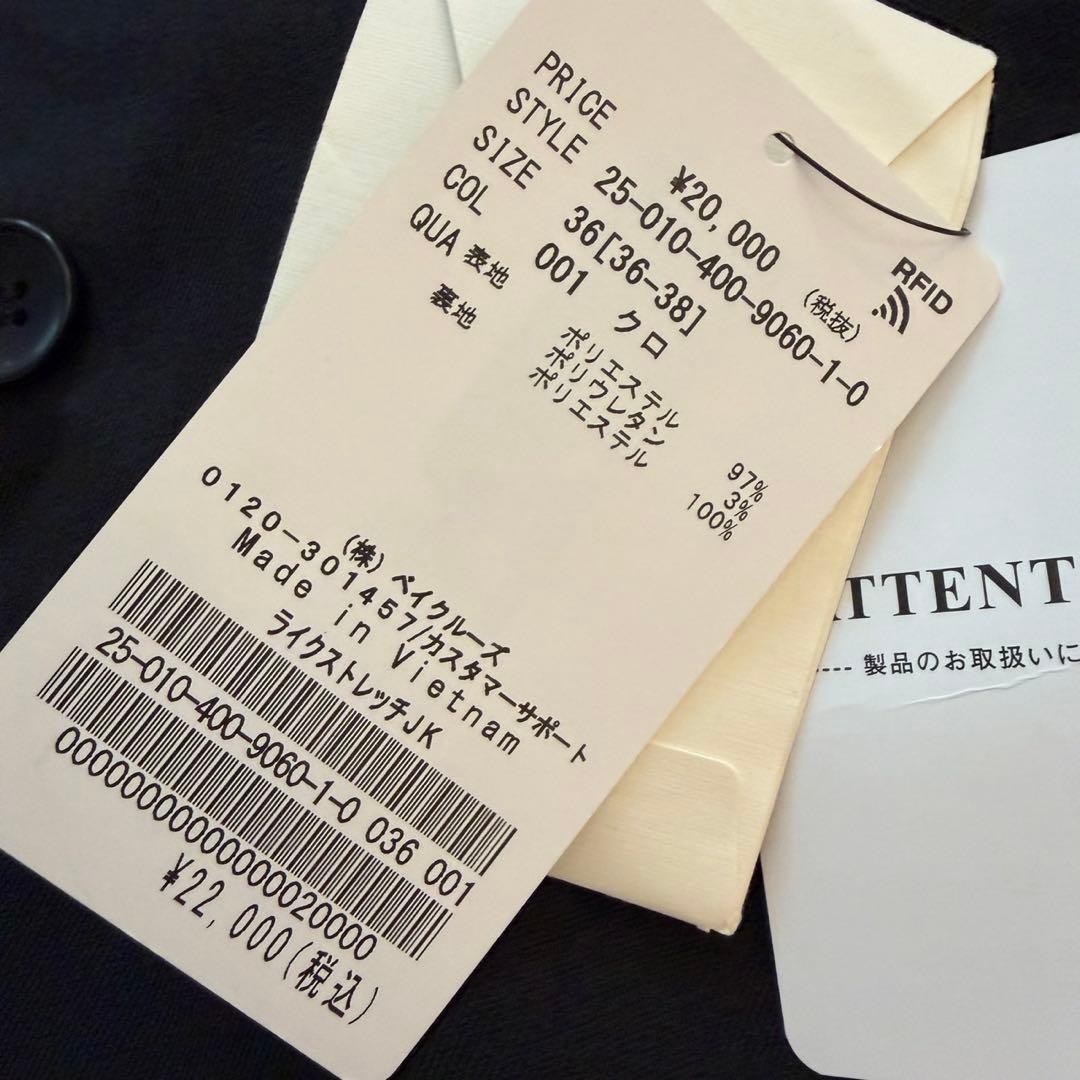 PRICE ¥20,000 (税抜)
STYLE 25-010-400-9060-1-0
SIZE 36[36-38]
COL 001 クロ
QUA 表地 ポリエステル 97%
ポリウレタン 3%
裏地 ポリエステル 100%
RFID
(株) ベイクルーズ
0120-301457/カスタマーサポート
Made in Vietnam
ライクストレッチJK
25-010-400-9060-1-0 036 001
¥22,000(税込)
TTENT
---- 製品のお取扱いに